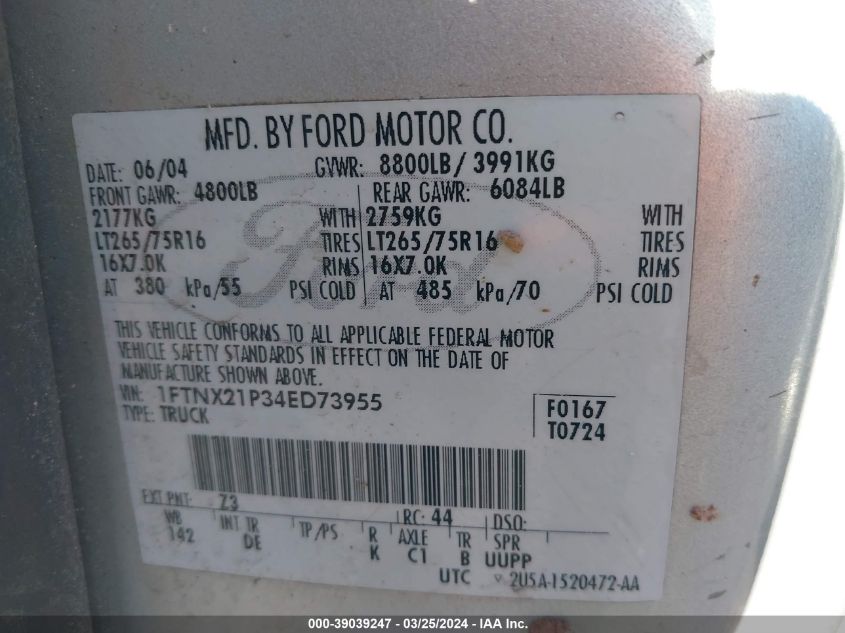 MFD. BY FORD MOTOR CO.
DATE: 06/04 GVWR: 8800LB/ 3991KG
FRONT GAWR: 4800LB REAR GAWR: 6084LB
2177KG WITH 2759KG WITH
LT265/75R16 TIRES LT265/75R16 TIRES
16X7.0K RIMS 16X7.0K RIMS
AT 380 kPa/55 PSI COLD AT 485 kPa/70 PSI COLD
Ford
THIS VEHICLE CONFORMS TO ALL APPLICABLE FEDERAL MOTOR
VEHICLE SAFETY STANDARDS IN EFFECT ON THE DATE OF
MANUFACTURE SHOWN ABOVE.
VIN: 1FTNX21P34ED73955 F0167
TYPE: TRUCK T0724
EXT PNT: Z3 RC: 44 DSO:
WB INT TR TP/PS R AXLE TR SPR
142 DE K C1 B UUPP
UTC 2U5A-1520472-AA
000-39039247 - 03/25/2024 - IAA Inc.